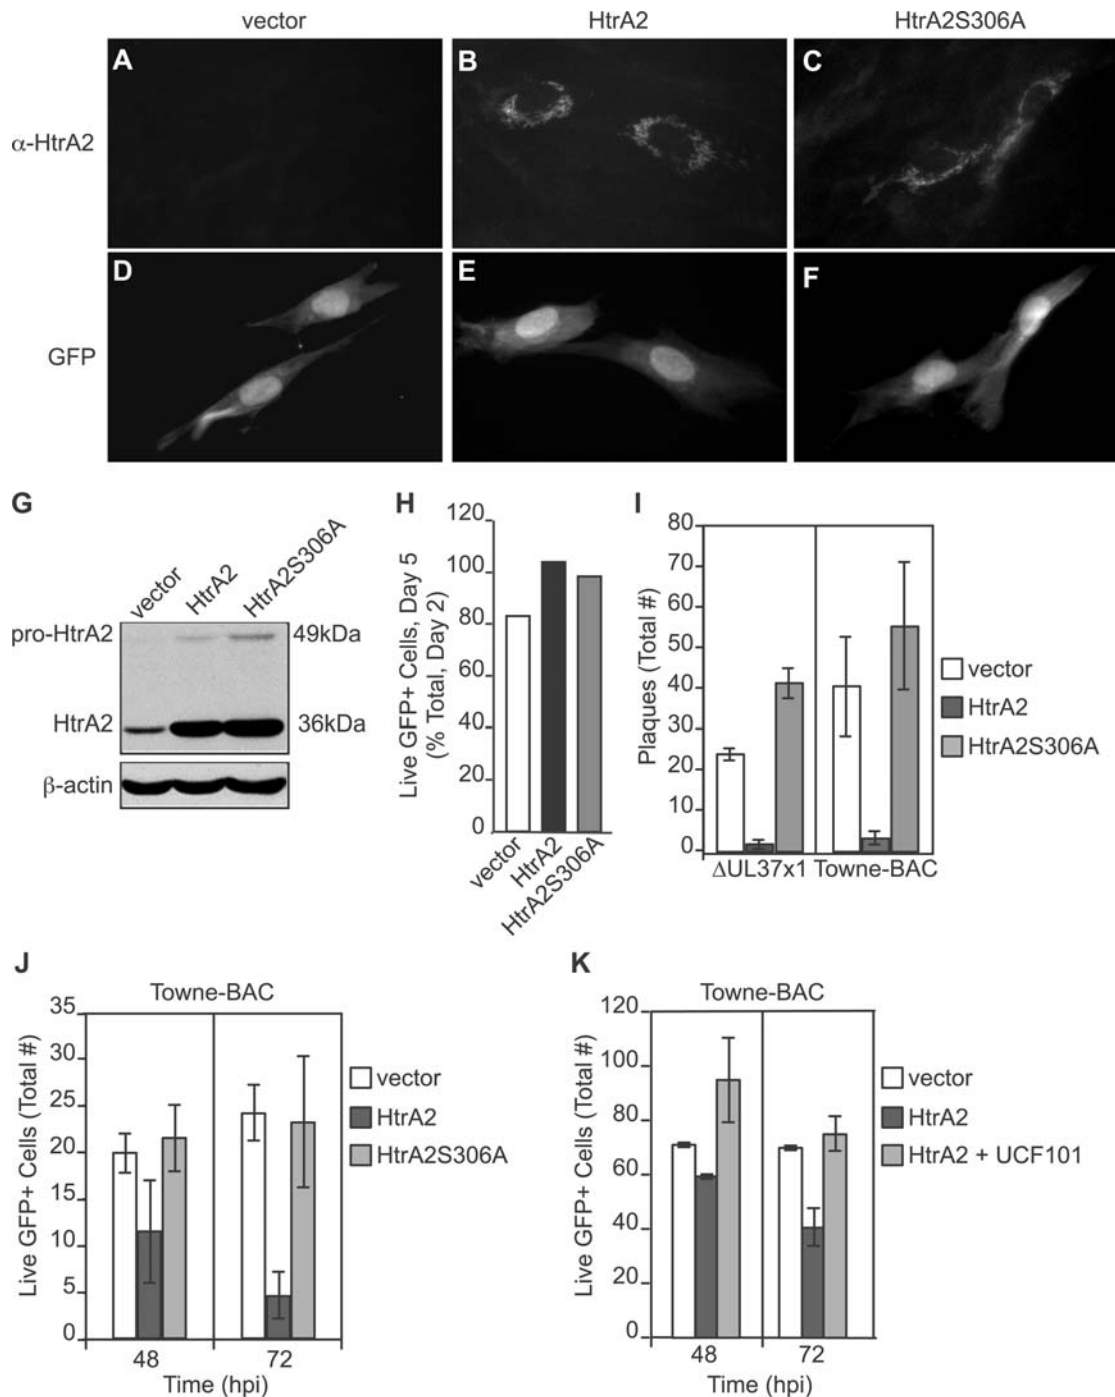 vector HtrA2 HtrA2S306A
α-HtrA2
A B C
GFP
D E F
G
vector HtrA2 HtrA2S306A
pro-HtrA2 49kDa
HtrA2 36kDa
β-actin
H
Live GFP+ Cells, Day 5
(% Total, Day 2)
120
100
80
60
40
20
0
vector HtrA2 HtrA2S306A
I
Plaques (Total #)
80
70
60
50
40
30
20
10
0
ΔUL37x1 Towne-BAC
vector
HtrA2
HtrA2S306A
J
Towne-BAC
Live GFP+ Cells (Total #)
35
30
25
20
15
10
5
0
48 72
Time (hpi)
vector
HtrA2
HtrA2S306A
K
Towne-BAC
Live GFP+ Cells (Total #)
120
100
80
60
40
20
0
48 72
Time (hpi)
vector
HtrA2
HtrA2 + UCF101